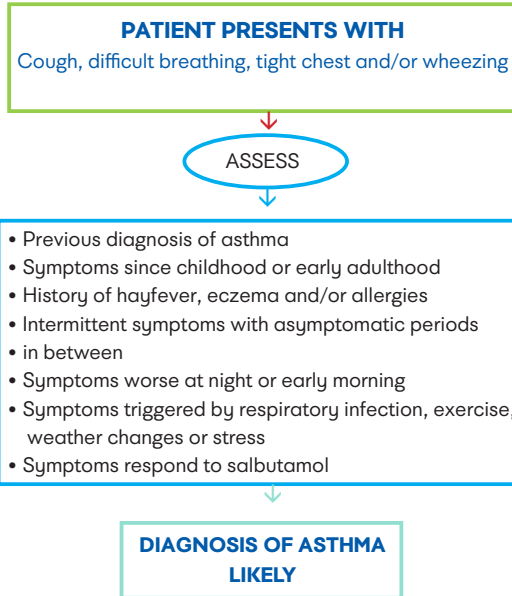 PATIENT PRESENTS WITH
Cough, difficult breathing, tight chest and/or wheezing
ASSESS
• Previous diagnosis of asthma
• Symptoms since childhood or early adulthood
• History of hayfever, eczema and/or allergies
• Intermittent symptoms with asymptomatic periods
• in between
• Symptoms worse at night or early morning
• Symptoms triggered by respiratory infection, exercise,
weather changes or stress
• Symptoms respond to salbutamol
DIAGNOSIS OF ASTHMA
LIKELY